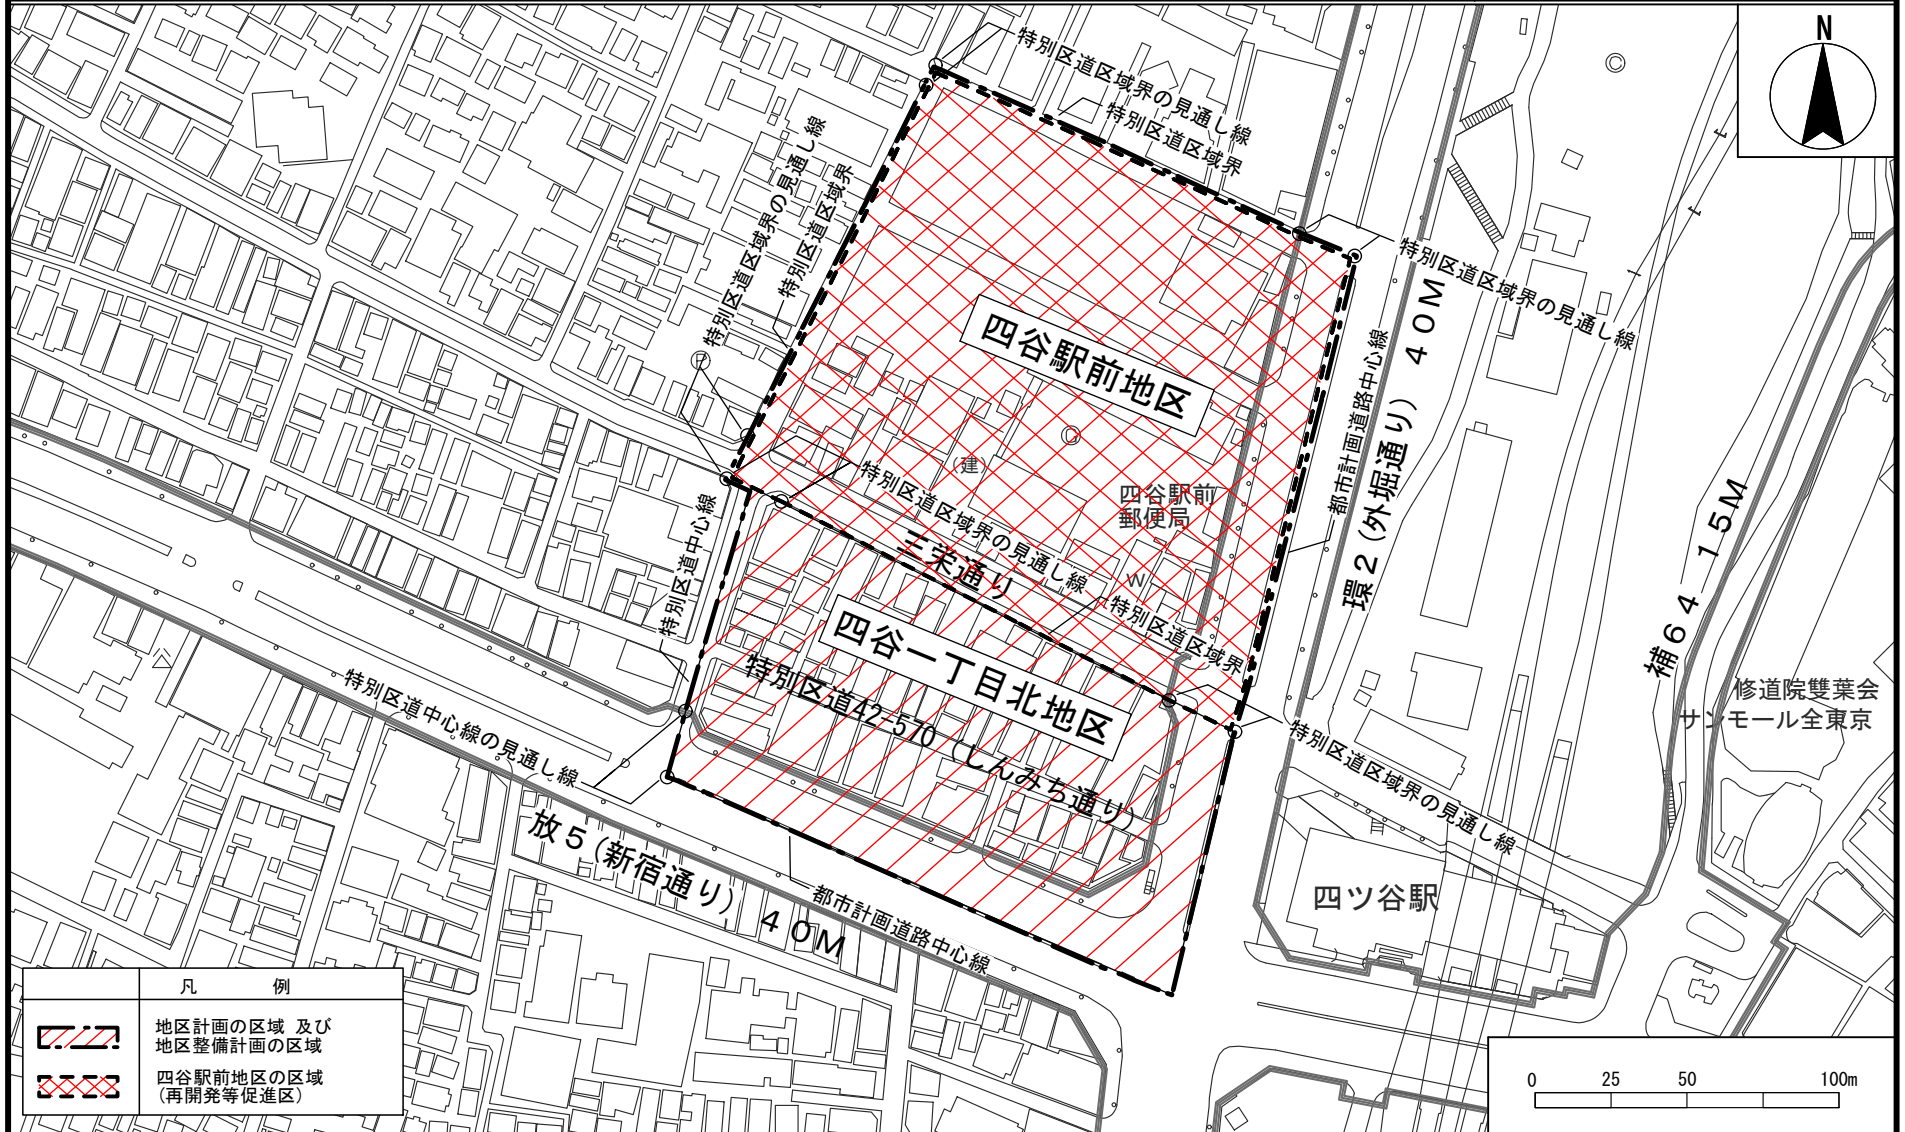 N
特別区道区域界の見通し線
特別区道区域界
特別区道区域界の見通し線
特別区道区域界
特別区道区域界の見通し線
四谷駅前地区
都市計画道路中心線
環2(外堀通り) 40M
補64 15M
(建)
四谷駅前
郵便局
特別区道区域界の見通し線
三栄通り
W
特別区道区域界
特別区道中心線
四谷一丁目北地区
特別区道42-570(しんみち通り)
特別区道区域界の見通し線
修道院雙葉会
サンモール全東京
特別区道中心線の見通し線
放5(新宿通り) 40M
都市計画道路中心線
四ツ谷駅
凡 例
地区計画の区域 及び
地区整備計画の区域
四谷駅前地区の区域
(再開発等促進区)
0 25 50 100m